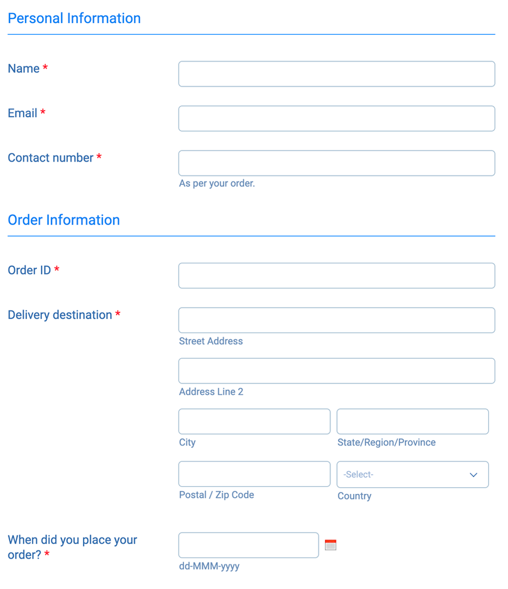 Personal Information
Name *
Email *
Contact number *
As per your order.
Order Information
Order ID *
Delivery destination *
Street Address
Address Line 2
City
State/Region/Province
Postal / Zip Code
-Select-
Country
When did you place your
order? *
dd-MMM-yyyy